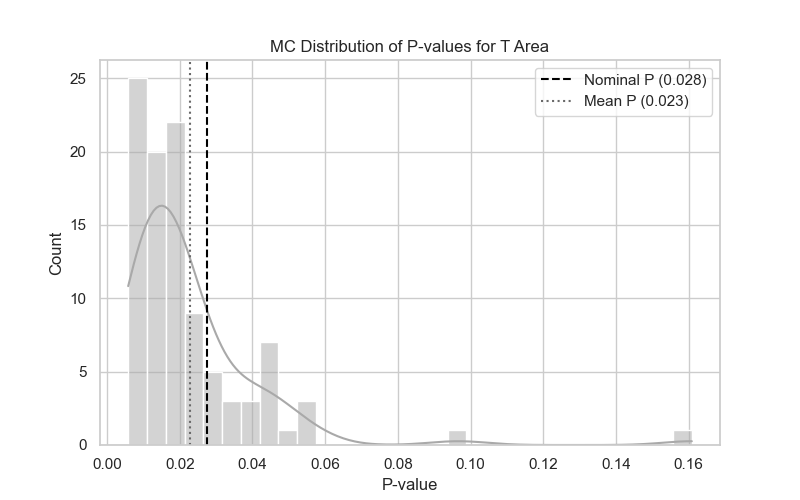 MC Distribution of P-values for T Area
Nominal P (0.028)
Mean P (0.023)
25
20
15
10
5
0
Count
0.00 0.02 0.04 0.06 0.08 0.10 0.12 0.14 0.16
P-value